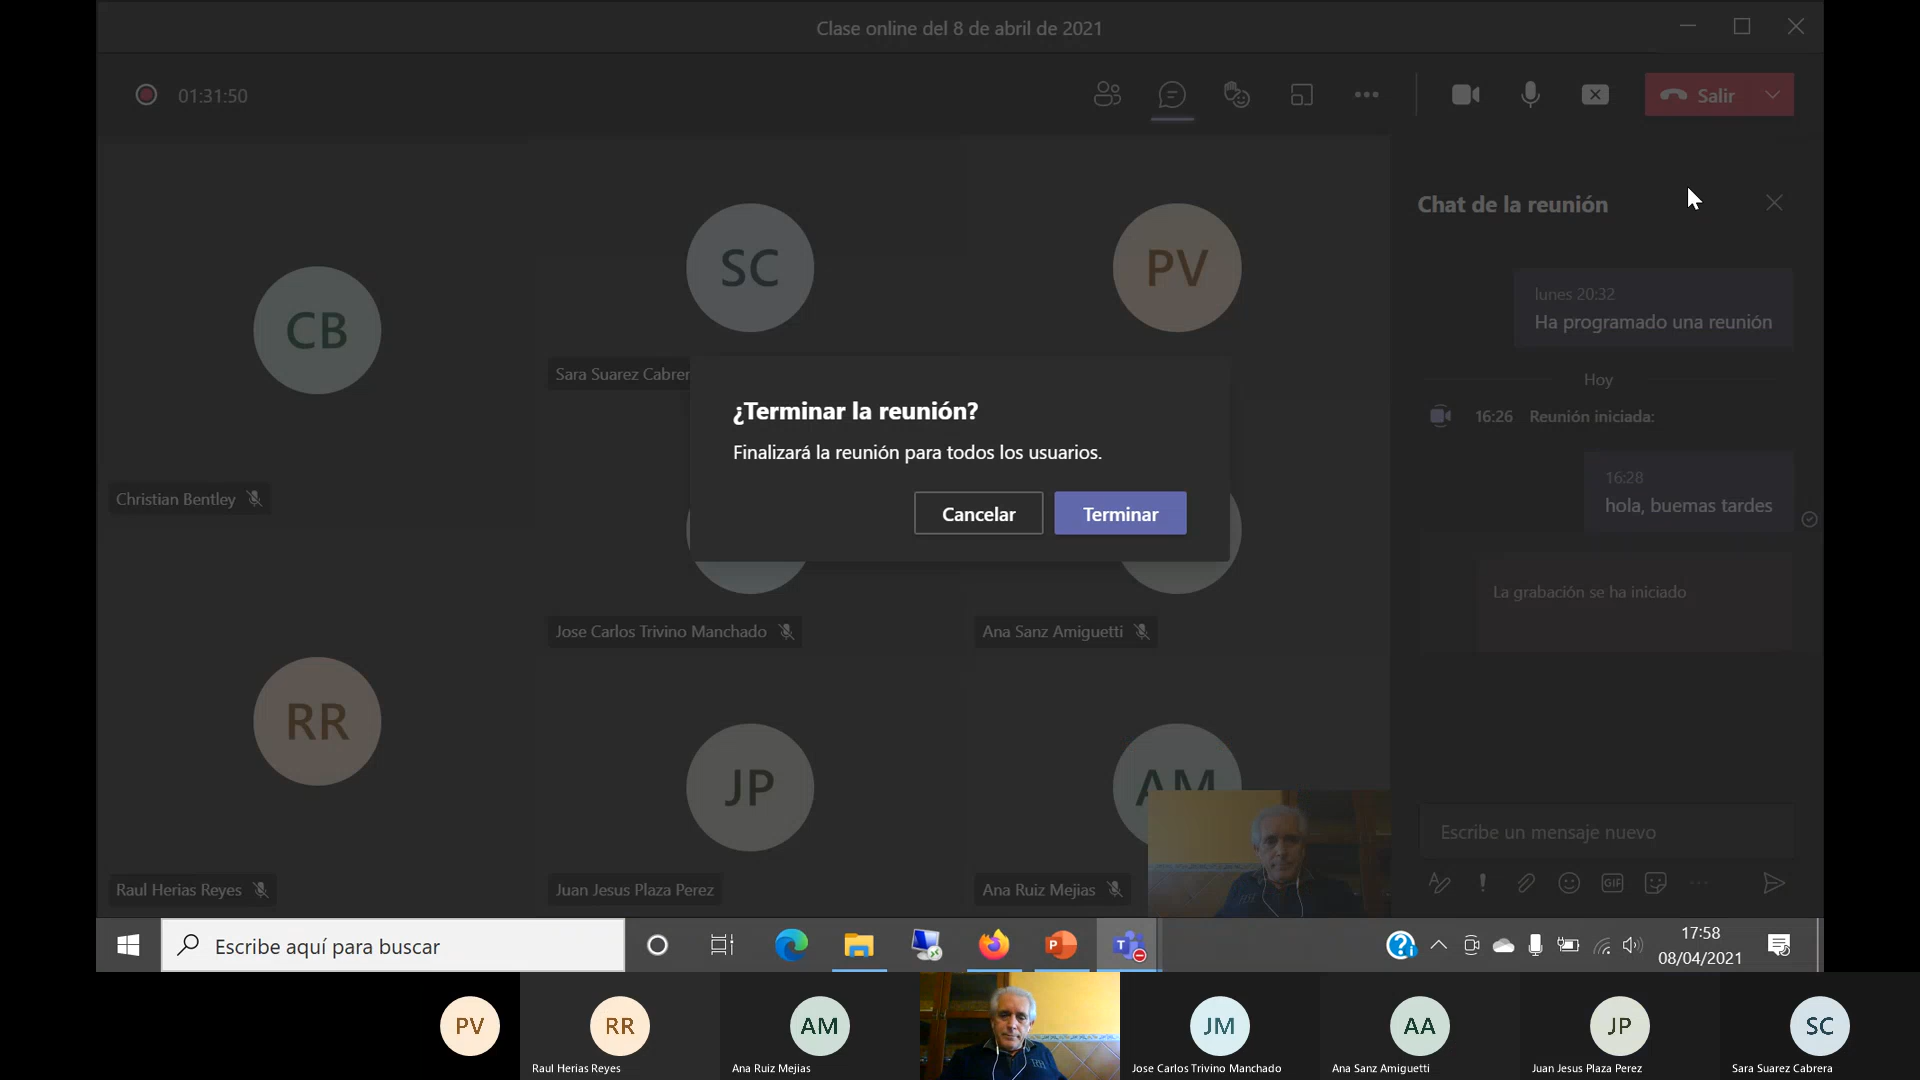 Clase online del 8 de abril de 2021
01:31:50
Salir
Chat de la reunión
lunes 20:32
Ha programado una reunión
Hoy
16:26 Reunión iniciada:
16:28
hola, buemas tardes
La grabación se ha iniciado
Escribe un mensaje nuevo
GIF
CB
Christian Bentley
SC
Sara Suarez Cabrer
PV
¿Terminar la reunión?
Finalizará la reunión para todos los usuarios.
Cancelar
Terminar
Jose Carlos Trivino Manchado
Ana Sanz Amiguetti
RR
Raul Herias Reyes
JP
Juan Jesus Plaza Perez
AM
Ana Ruiz Mejias
Escribe aquí para buscar
17:58
08/04/2021
PV
RR
Raul Herias Reyes
AM
Ana Ruiz Mejias
JM
Jose Carlos Trivino Manchado
AA
Ana Sanz Amiguetti
JP
Juan Jesus Plaza Perez
SC
Sara Suarez Cabrera